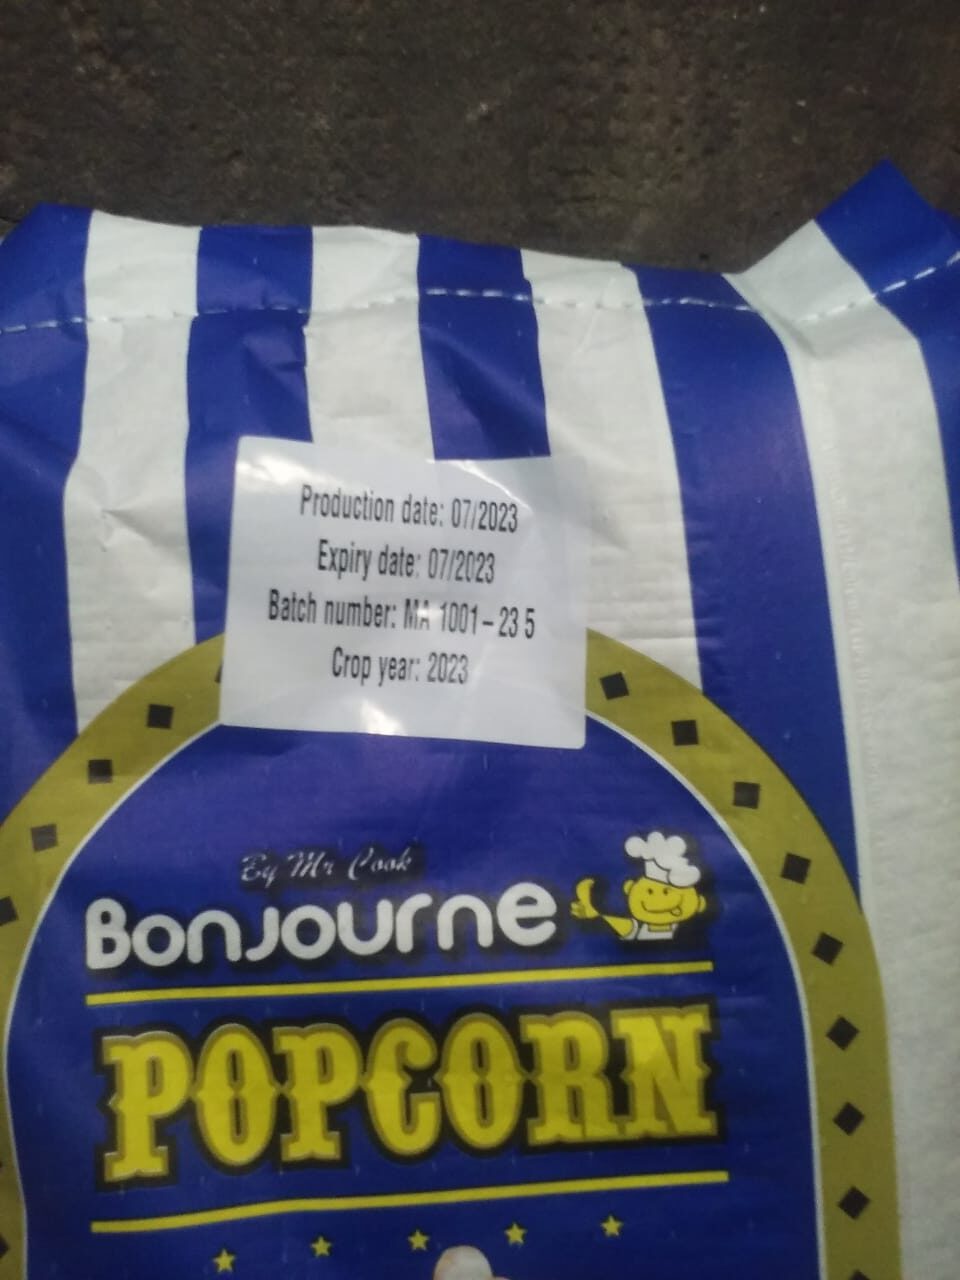 Production date: 07/2023
Expiry date: 07/2023
Batch number: MA 1001 – 23 5
Crop year: 2023
By Mr Cook
Bonjourne
POPCORN